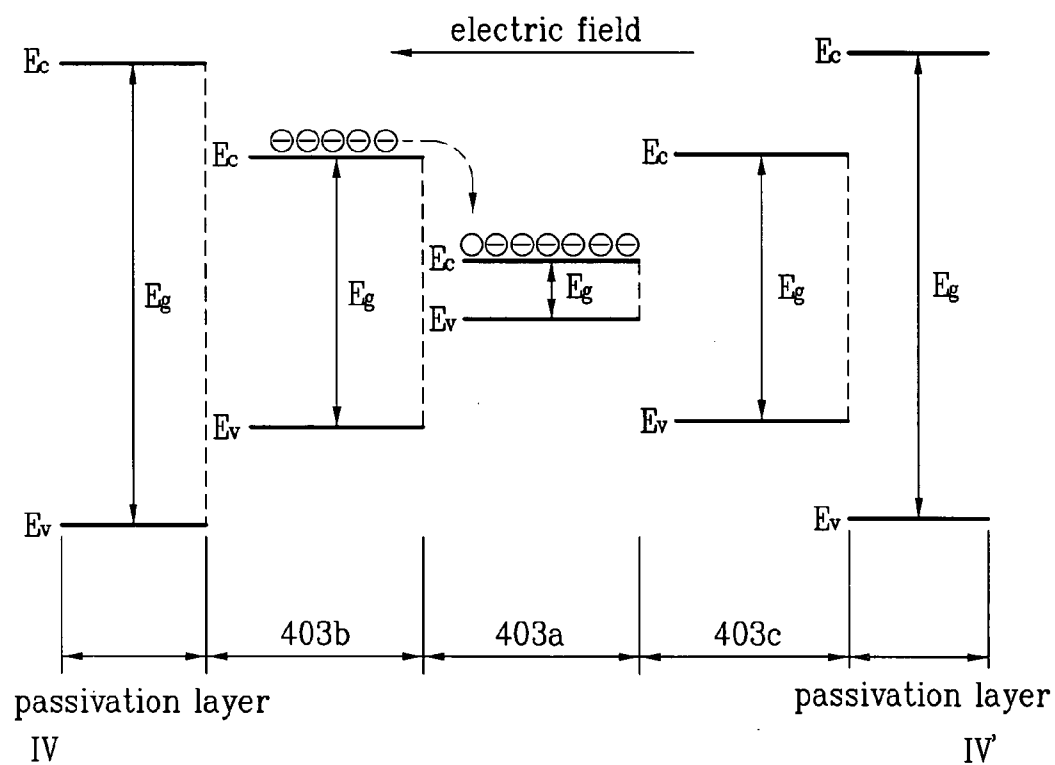 electric field
Ec
Ec
Ec
Ec
Ec
Eg
Eg
Eg
Eg
Eg
Ev
Ev
Ev
Ev
Ev
403b
403a
403c
passivation layer
passivation layer
IV
IV'